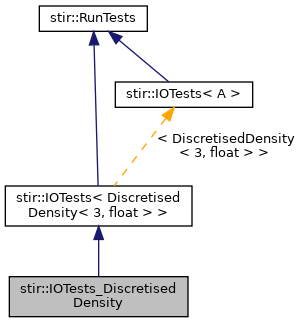 stir::RunTests
stir::IOTests< A >
< DiscretisedDensity
< 3, float > >
stir::IOTests< Discretised
Density< 3, float > >
stir::IOTests_Discretised
Density